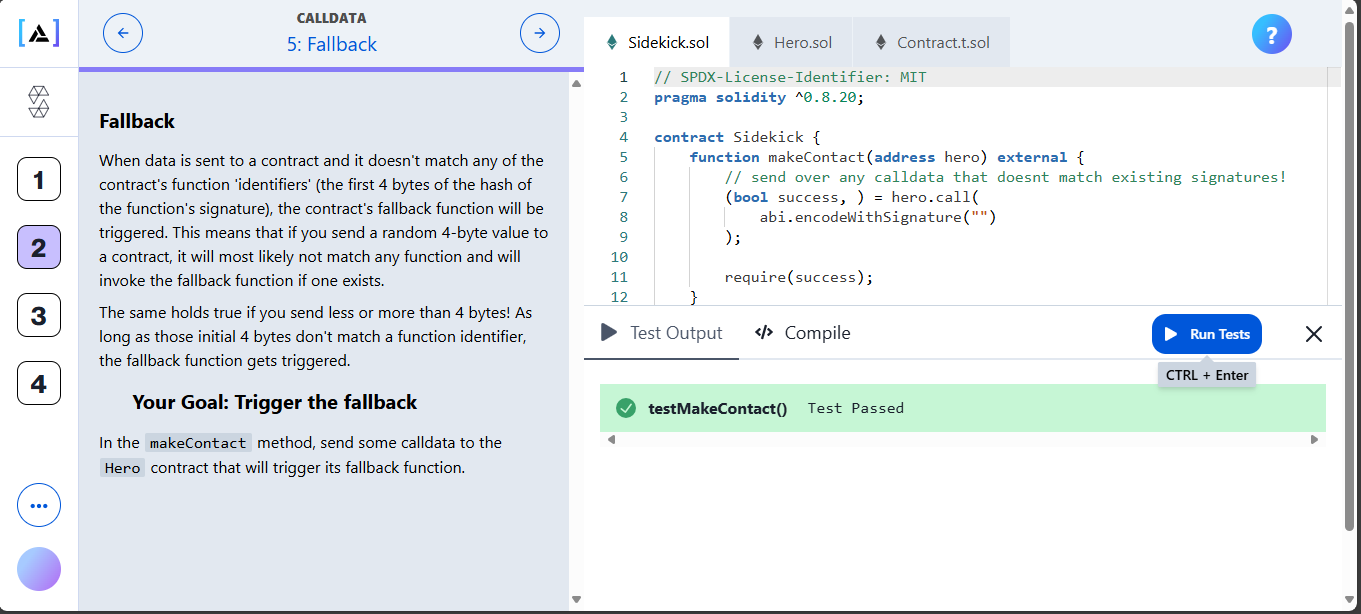 CALLDATA
5: Fallback
1
2
3
4
Fallback
When data is sent to a contract and it doesn't match any of the
contract's function 'identifiers' (the first 4 bytes of the hash of
the function's signature), the contract's fallback function will be
triggered. This means that if you send a random 4-byte value to
a contract, it will most likely not match any function and will
invoke the fallback function if one exists.
The same holds true if you send less or more than 4 bytes! As
long as those initial 4 bytes don't match a function identifier,
the fallback function gets triggered.
Your Goal: Trigger the fallback
In the makeContact method, send some calldata to the
Hero contract that will trigger its fallback function.
Sidekick.sol
Hero.sol
Contract.t.sol
?
1 // SPDX-License-Identifier: MIT
2 pragma solidity ^0.8.20;
3
4 contract Sidekick {
5 function makeContact(address hero) external {
6 // send over any calldata that doesnt match existing signatures!
7 (bool success, ) = hero.call(
8 abi.encodeWithSignature("")
9 );
10
11 require(success);
12 }
Test Output
</> Compile
Run Tests
CTRL + Enter
testMakeContact() Test Passed